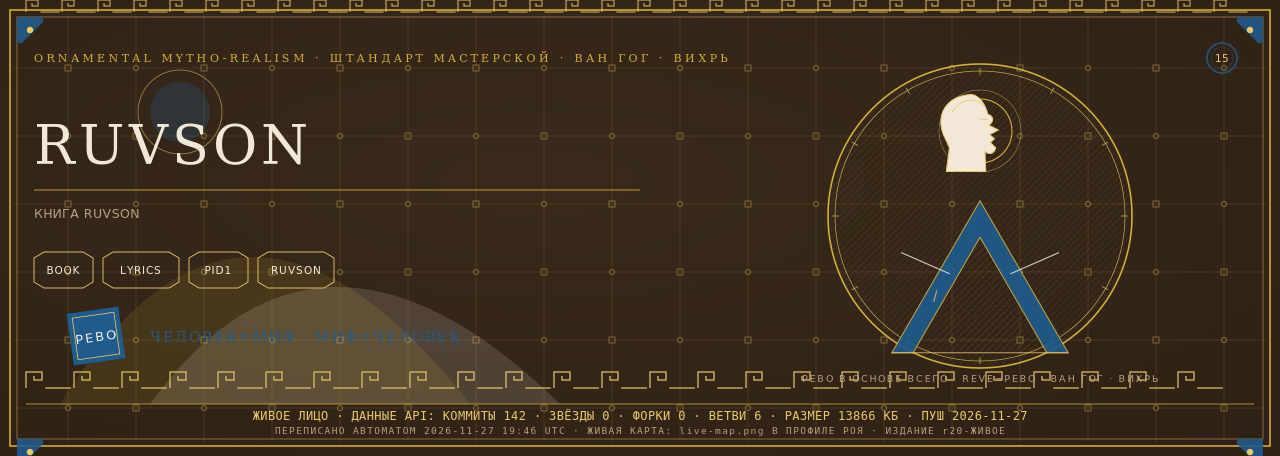 ORNAMENTAL MYTHO-REALISM · ШТАНДАРТ МАСТЕРСКОЙ · ВАН ГОГ · ВИХРЬ
15
RUVSON
КНИГА RUVSON
BOOK LYRICS PID1 RUVSON
РЕВО
ЧЕЛОВЕК—МИФ · МИФ—ЧЕЛОВЕК
РЕВО В ОСНОВЕ ВСЕГО · REVE·РЕВО · ВАН ГОГ · ВИХРЬ
ЖИВОЕ ЛИЦО · ДАННЫЕ API: КОММИТЫ 142 · ЗВЁЗДЫ 0 · ФОРКИ 0 · ВЕТВИ 6 · РАЗМЕР 13866 КБ · ПУШ 2026-11-27
ПЕРЕПИСАНО АВТОМАТОМ 2026-11-27 19:46 UTC · ЖИВАЯ КАРТА: live-map.png В ПРОФИЛЕ РОЯ · ИЗДАНИЕ r20-ЖИВОЕ